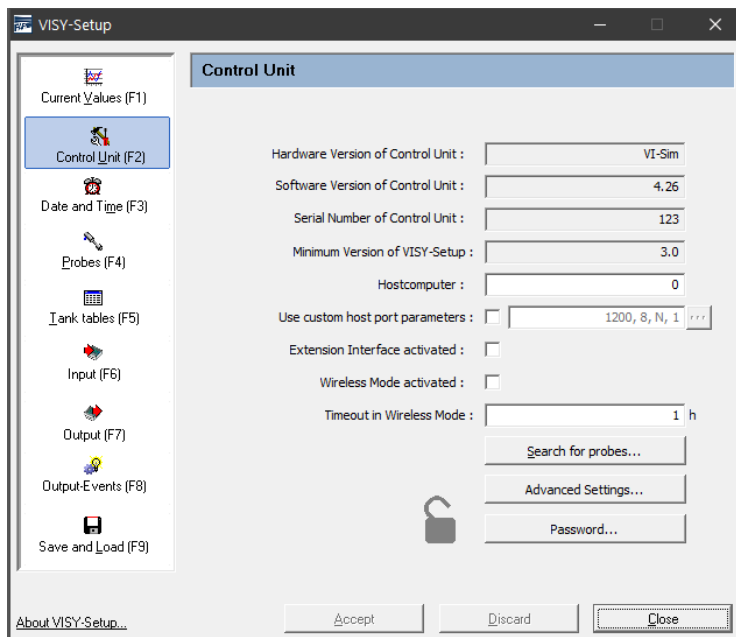 VISY-Setup
Current Values (F1)
Control Unit (F2)
Date and Time (F3)
Probes (F4)
Tank tables (F5)
Input (F6)
Output (F7)
Output-Events (F8)
Save and Load (F9)
About VISY-Setup...
Control Unit
Hardware Version of Control Unit : VI-Sim
Software Version of Control Unit : 4.26
Serial Number of Control Unit : 123
Minimum Version of VISY-Setup : 3.0
Hostcomputer : 0
Use custom host port parameters : 1200, 8, N, 1 ...
Extension Interface activated :
Wireless Mode activated :
Timeout in Wireless Mode : 1 h
Search for probes...
Advanced Settings...
Password...
Accept Discard Close